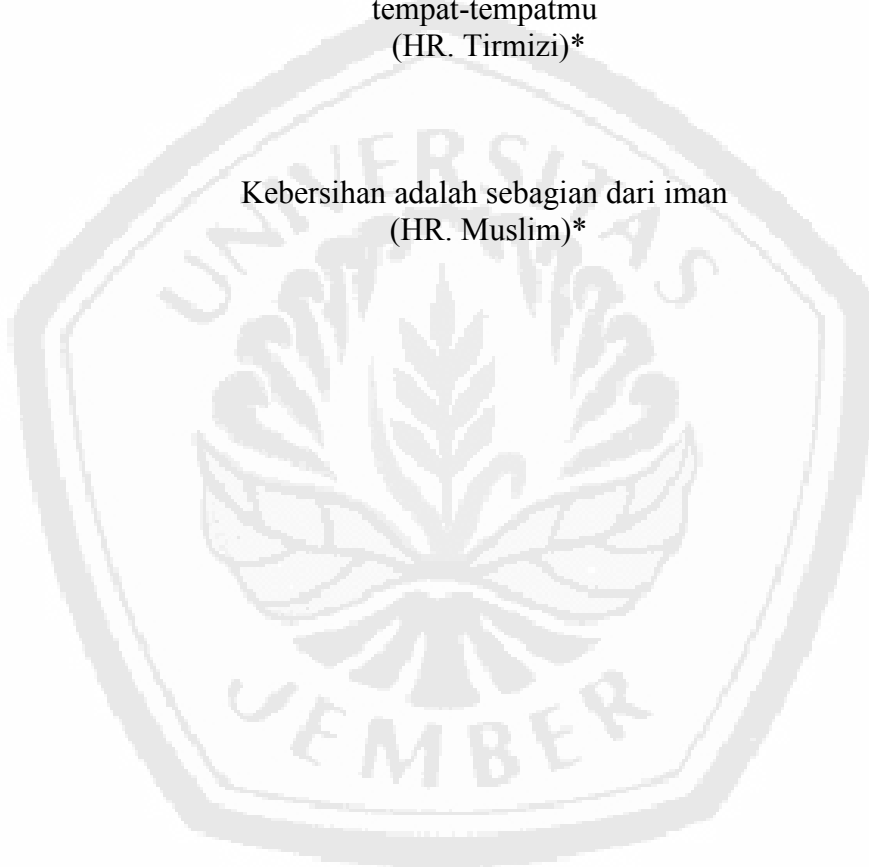 tempat-tempatmu
(HR. Tirmizi)*
Kebersihan adalah sebagian dari iman
(HR. Muslim)*
UNIVERSITAS
JEMBER